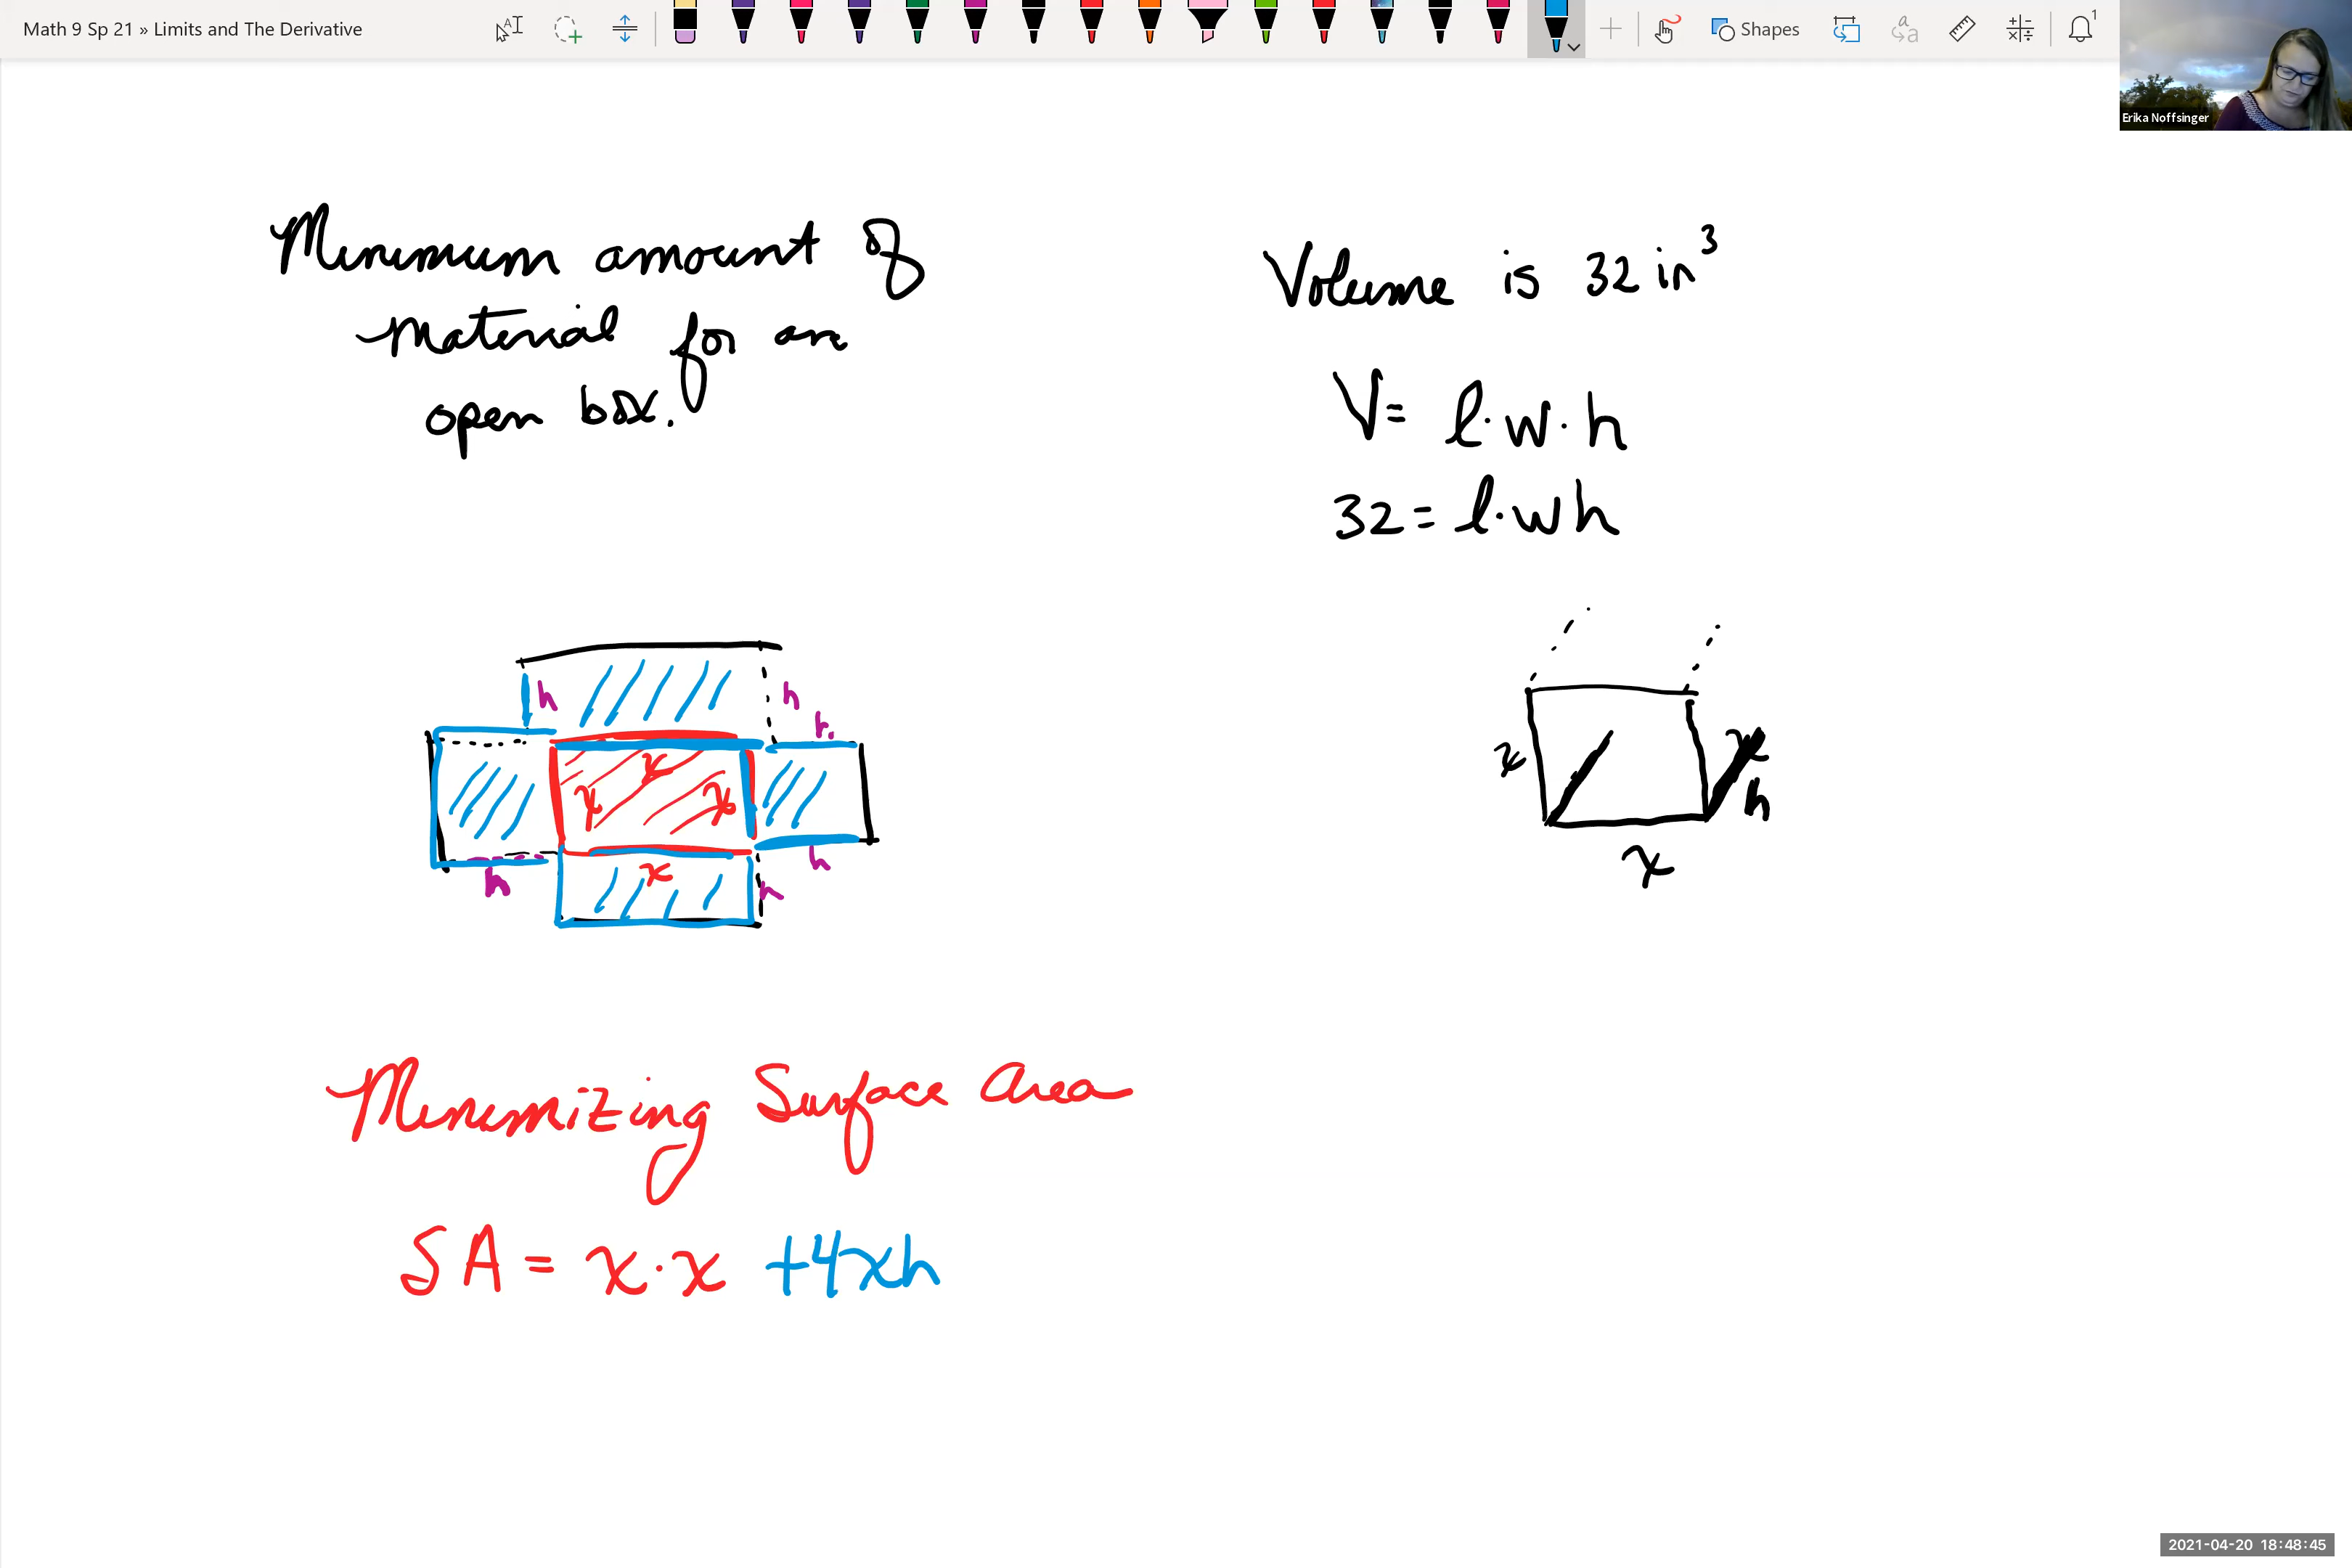 Math 9 Sp 21 » Limits and The Derivative
Shapes
1
Erika Noffsinger
Minimum amount of
material for an
open box.
Volume is 32 in³
V= l·w·h
32 = l·wh
h
h
h
x
x
x
h
h
x
h
x
x
h
x
Minimizing Surface Area
SA = x·x +4xh
2021-04-20 18:48:45